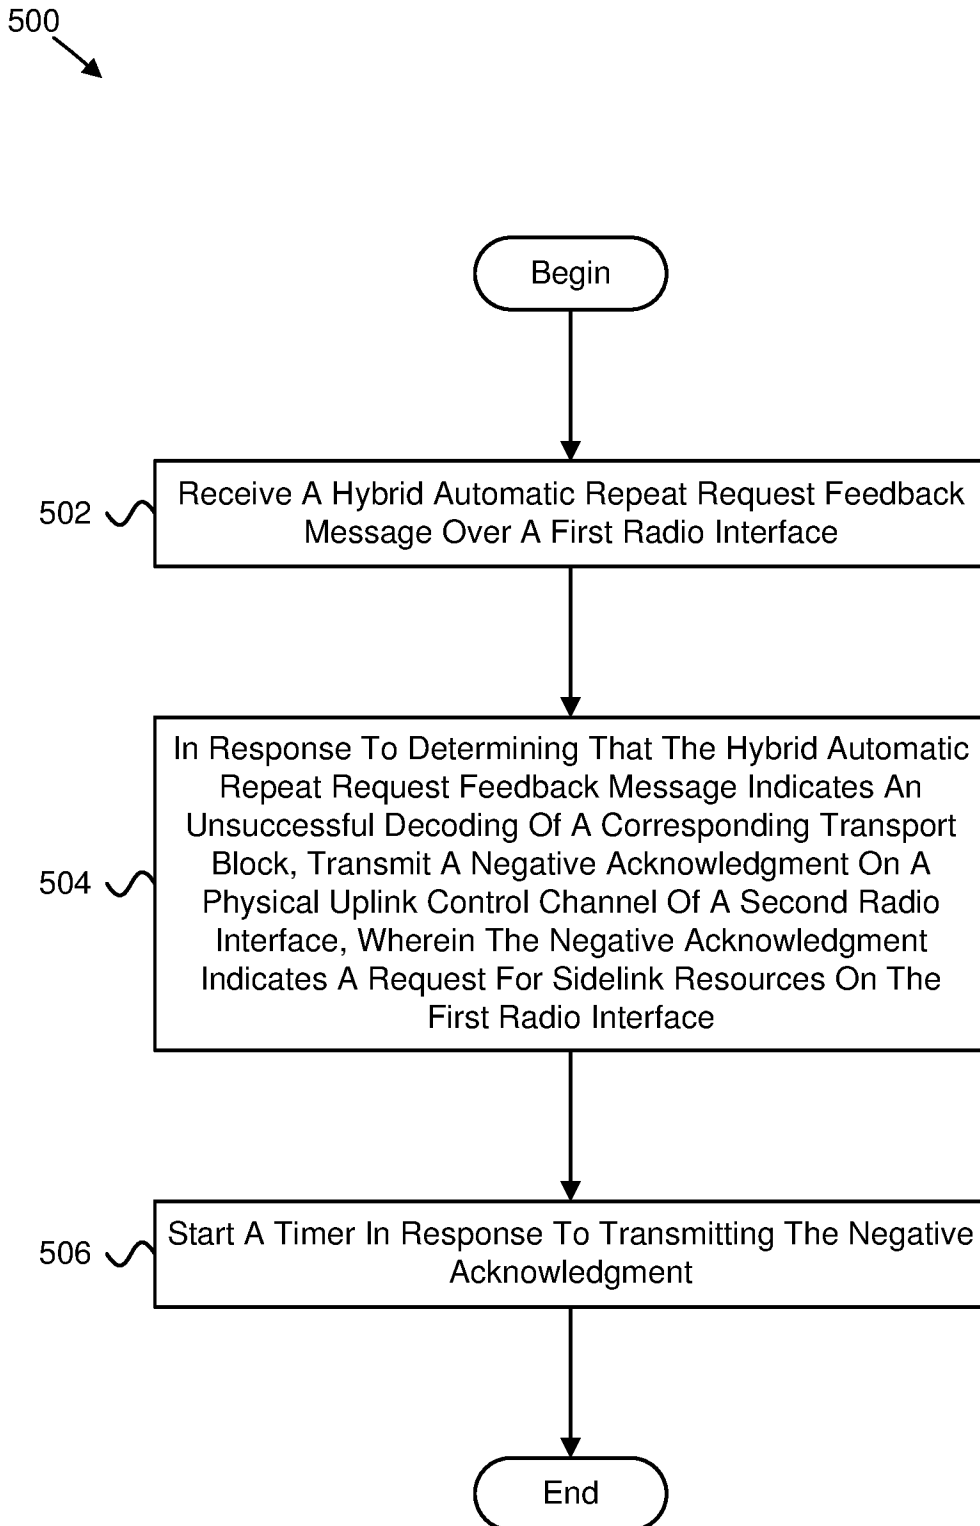 500
Begin
502
Receive A Hybrid Automatic Repeat Request Feedback
Message Over A First Radio Interface
504
In Response To Determining That The Hybrid Automatic
Repeat Request Feedback Message Indicates An
Unsuccessful Decoding Of A Corresponding Transport
Block, Transmit A Negative Acknowledgment On A
Physical Uplink Control Channel Of A Second Radio
Interface, Wherein The Negative Acknowledgment
Indicates A Request For Sidelink Resources On The
First Radio Interface
506
Start A Timer In Response To Transmitting The Negative
Acknowledgment
End